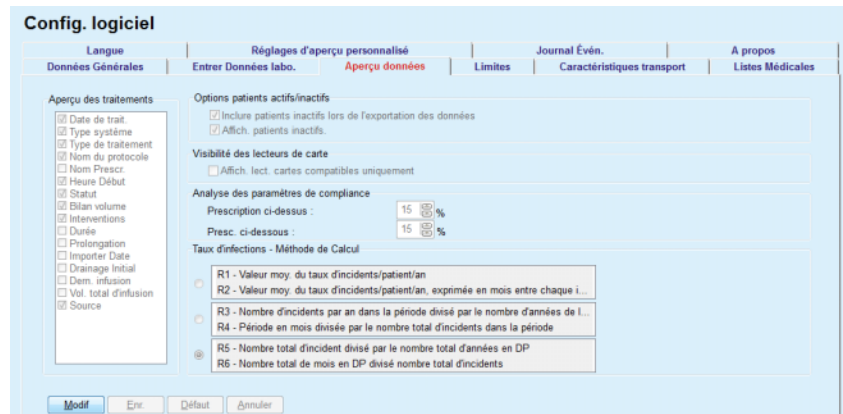 Config. logiciel
Langue
Réglages d'aperçu personnalisé
Journal Évén.
A propos
Données Générales
Entrer Données labo.
Aperçu données
Limites
Caractéristiques transport
Listes Médicales
Aperçu des traitements
Date de trait.
Type système
Type de traitement
Nom du protocole
Nom Prescr.
Heure Début
Statut
Bilan volume
Interventions
Durée
Prolongation
Importer Date
Drainage Initial
Dern. infusion
Vol. total d'infusion
Source
Options patients actifs/inactifs
Inclure patients inactifs lors de l'exportation des données
Affich. patients inactifs.
Visibilité des lecteurs de carte
Affich. lect. cartes compatibles uniquement
Analyse des paramètres de compliance
Prescription ci-dessus : 15 %
Presc. ci-dessous : 15 %
Taux d'infections - Méthode de Calcul
R1 - Valeur moy. du taux d'incidents/patient/an
R2 - Valeur moy. du taux d'incidents/patient/an, exprimée en mois entre chaque i...
R3 - Nombre d'incidents par an dans la période divisé par le nombre d'années de l...
R4 - Période en mois divisée par le nombre total d'incidents dans la période
R5 - Nombre total d'incident divisé par le nombre total d'années en DP
R6 - Nombre total de mois en DP divisé nombre total d'incidents
Modif
Enr.
Défaut
Annuler